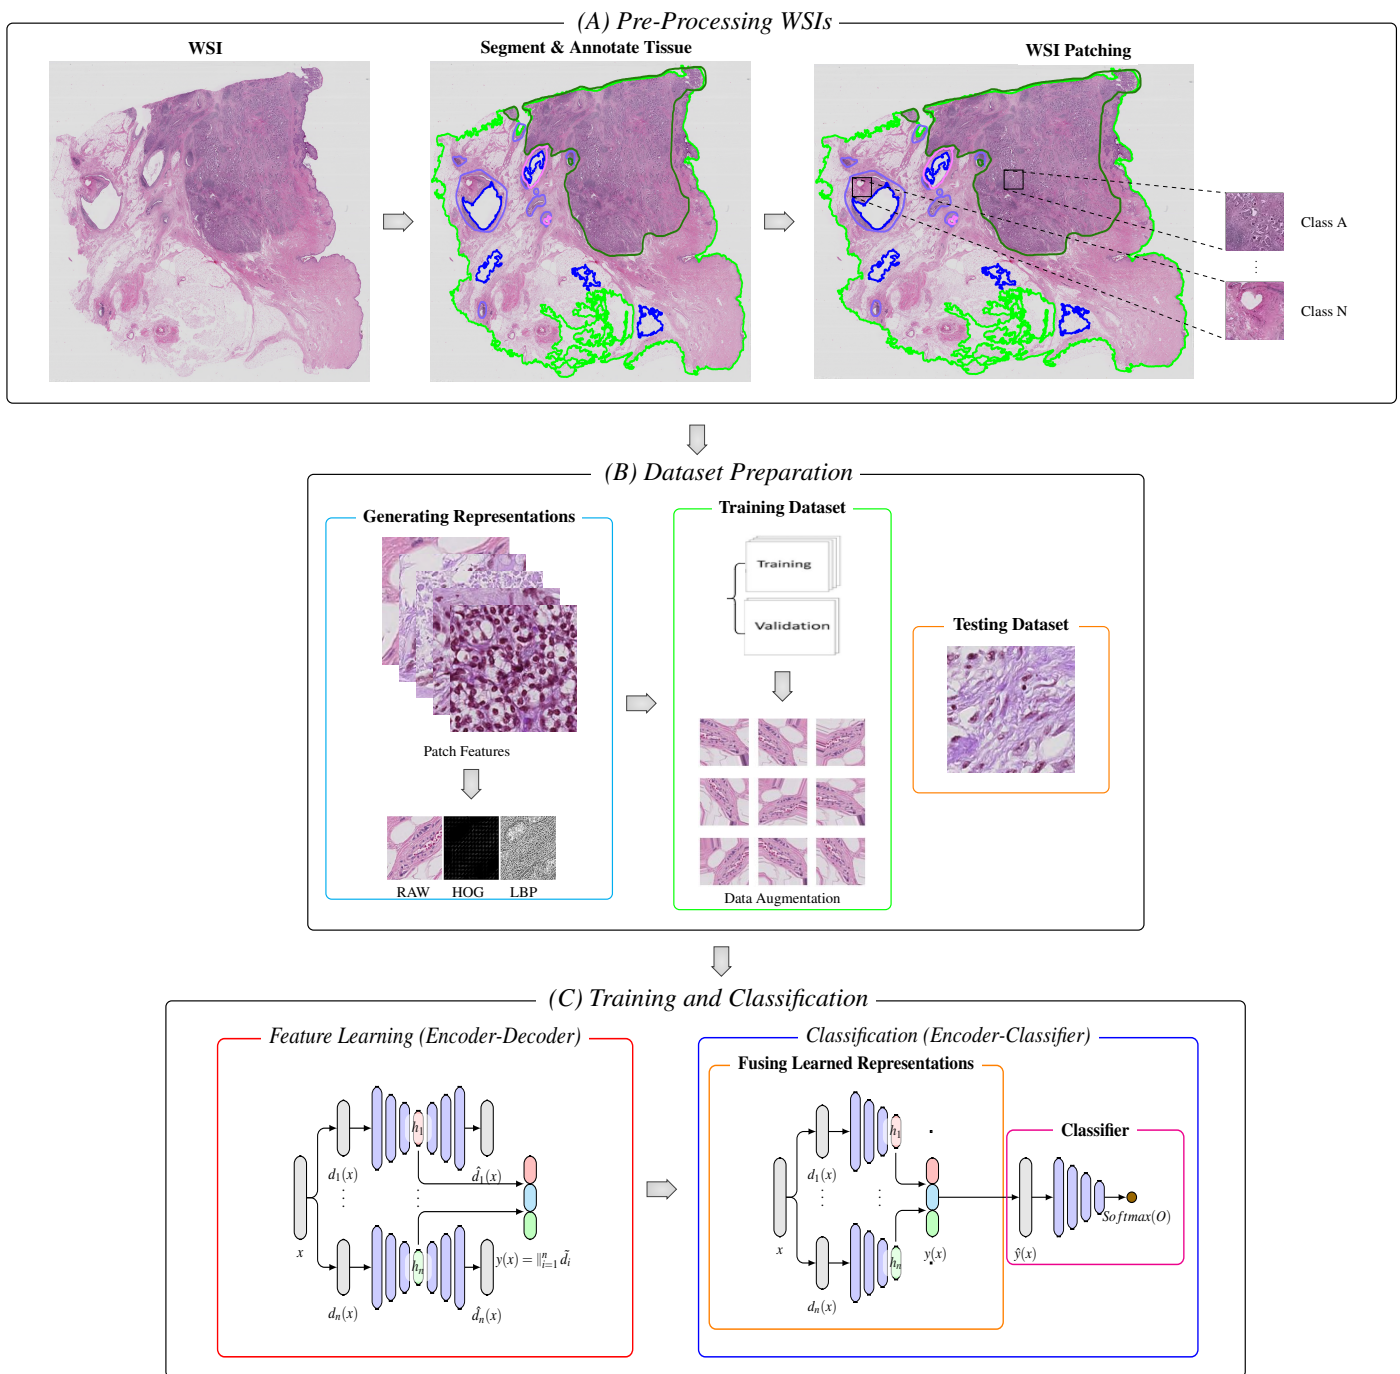 (A) Pre-Processing WSIs
WSI
Segment & Annotate Tissue
WSI Patching
Class A
⋮
Class N
(B) Dataset Preparation
Generating Representations
Training Dataset
Testing Dataset
Training
Validation
Patch Features
RAW
HOG
LBP
Data Augmentation
(C) Training and Classification
Feature Learning (Encoder-Decoder)
Classification (Encoder-Classifier)
Fusing Learned Representations
Classifier
h₁
d₁(x)
d̂₁(x)
⋮
⋮
x
hₙ
y(x) = ∥ⁿᵢ₌₁ d̃ᵢ
dₙ(x)
d̂ₙ(x)
h₁
d₁(x)
⋮
⋮
x
hₙ
y(x)
dₙ(x)
ŷ(x)
Softmax(O)